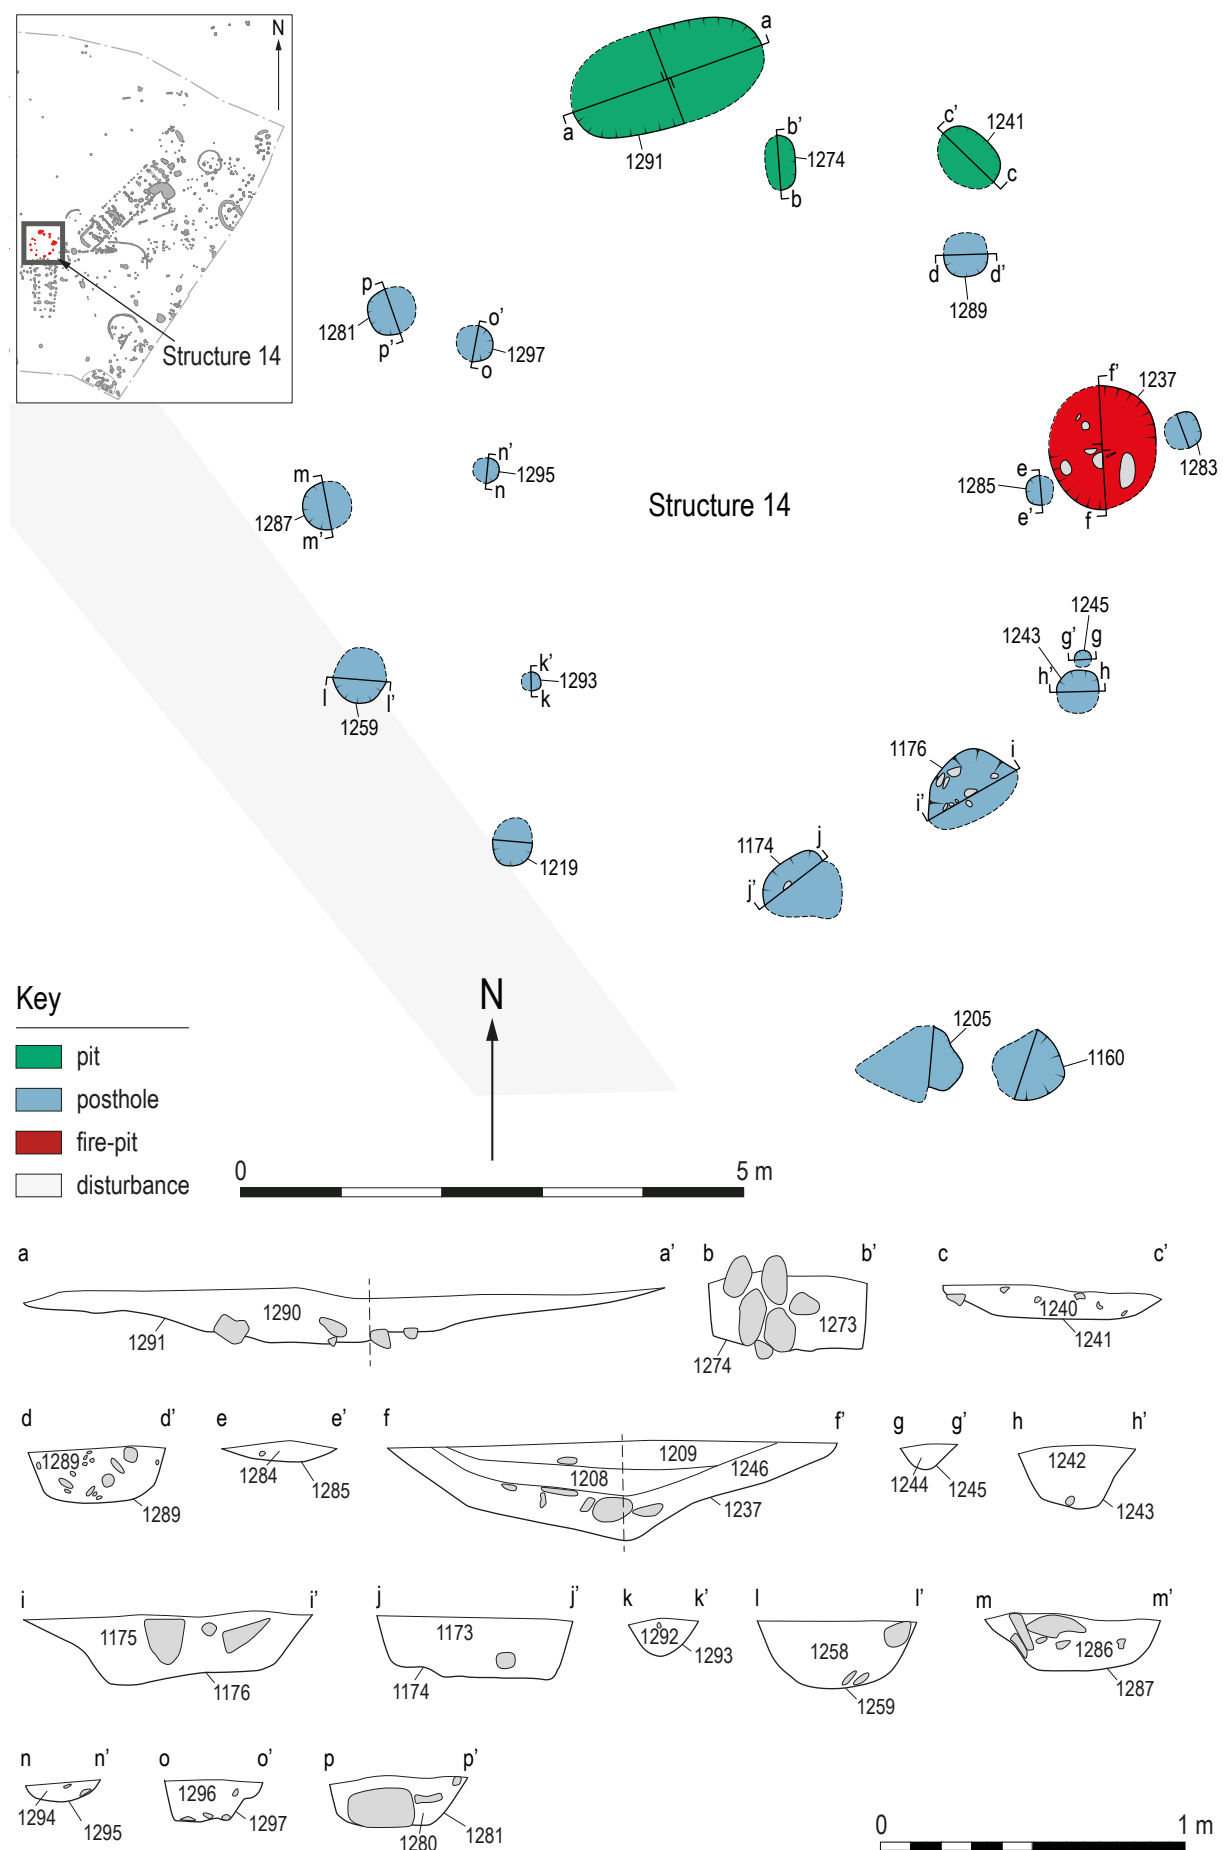 N
Structure 14
a
a
1291
b'
1274
b
c'
1241
c
d
d'
1289
p
1281
p'
o'
1297
o
f'
1237
1283
n'
1295
n
m
1287
m'
Structure 14
e
1285
e'
f
1245
1243
g'
g
h'
h
k'
1293
k
l
l'
1259
1176
i
i'
1174
j
j'
1219
1205
1160
Key
pit
posthole
fire-pit
disturbance
N
0
5 m
a
a'
1290
1291
b
b'
1273
1274
c
c'
1240
1241
d
d'
1289
1289
e
e'
1284
1285
f
f'
1209
1208
1246
1237
g
g'
1244
1245
h
h'
1242
1243
i
i'
1175
1176
j
j'
1173
1174
k
k'
1292
1293
l
l'
1258
1259
m
m'
1286
1287
n
n'
1294
1295
o
o'
1296
1297
p
p'
1280
1281
0
1 m